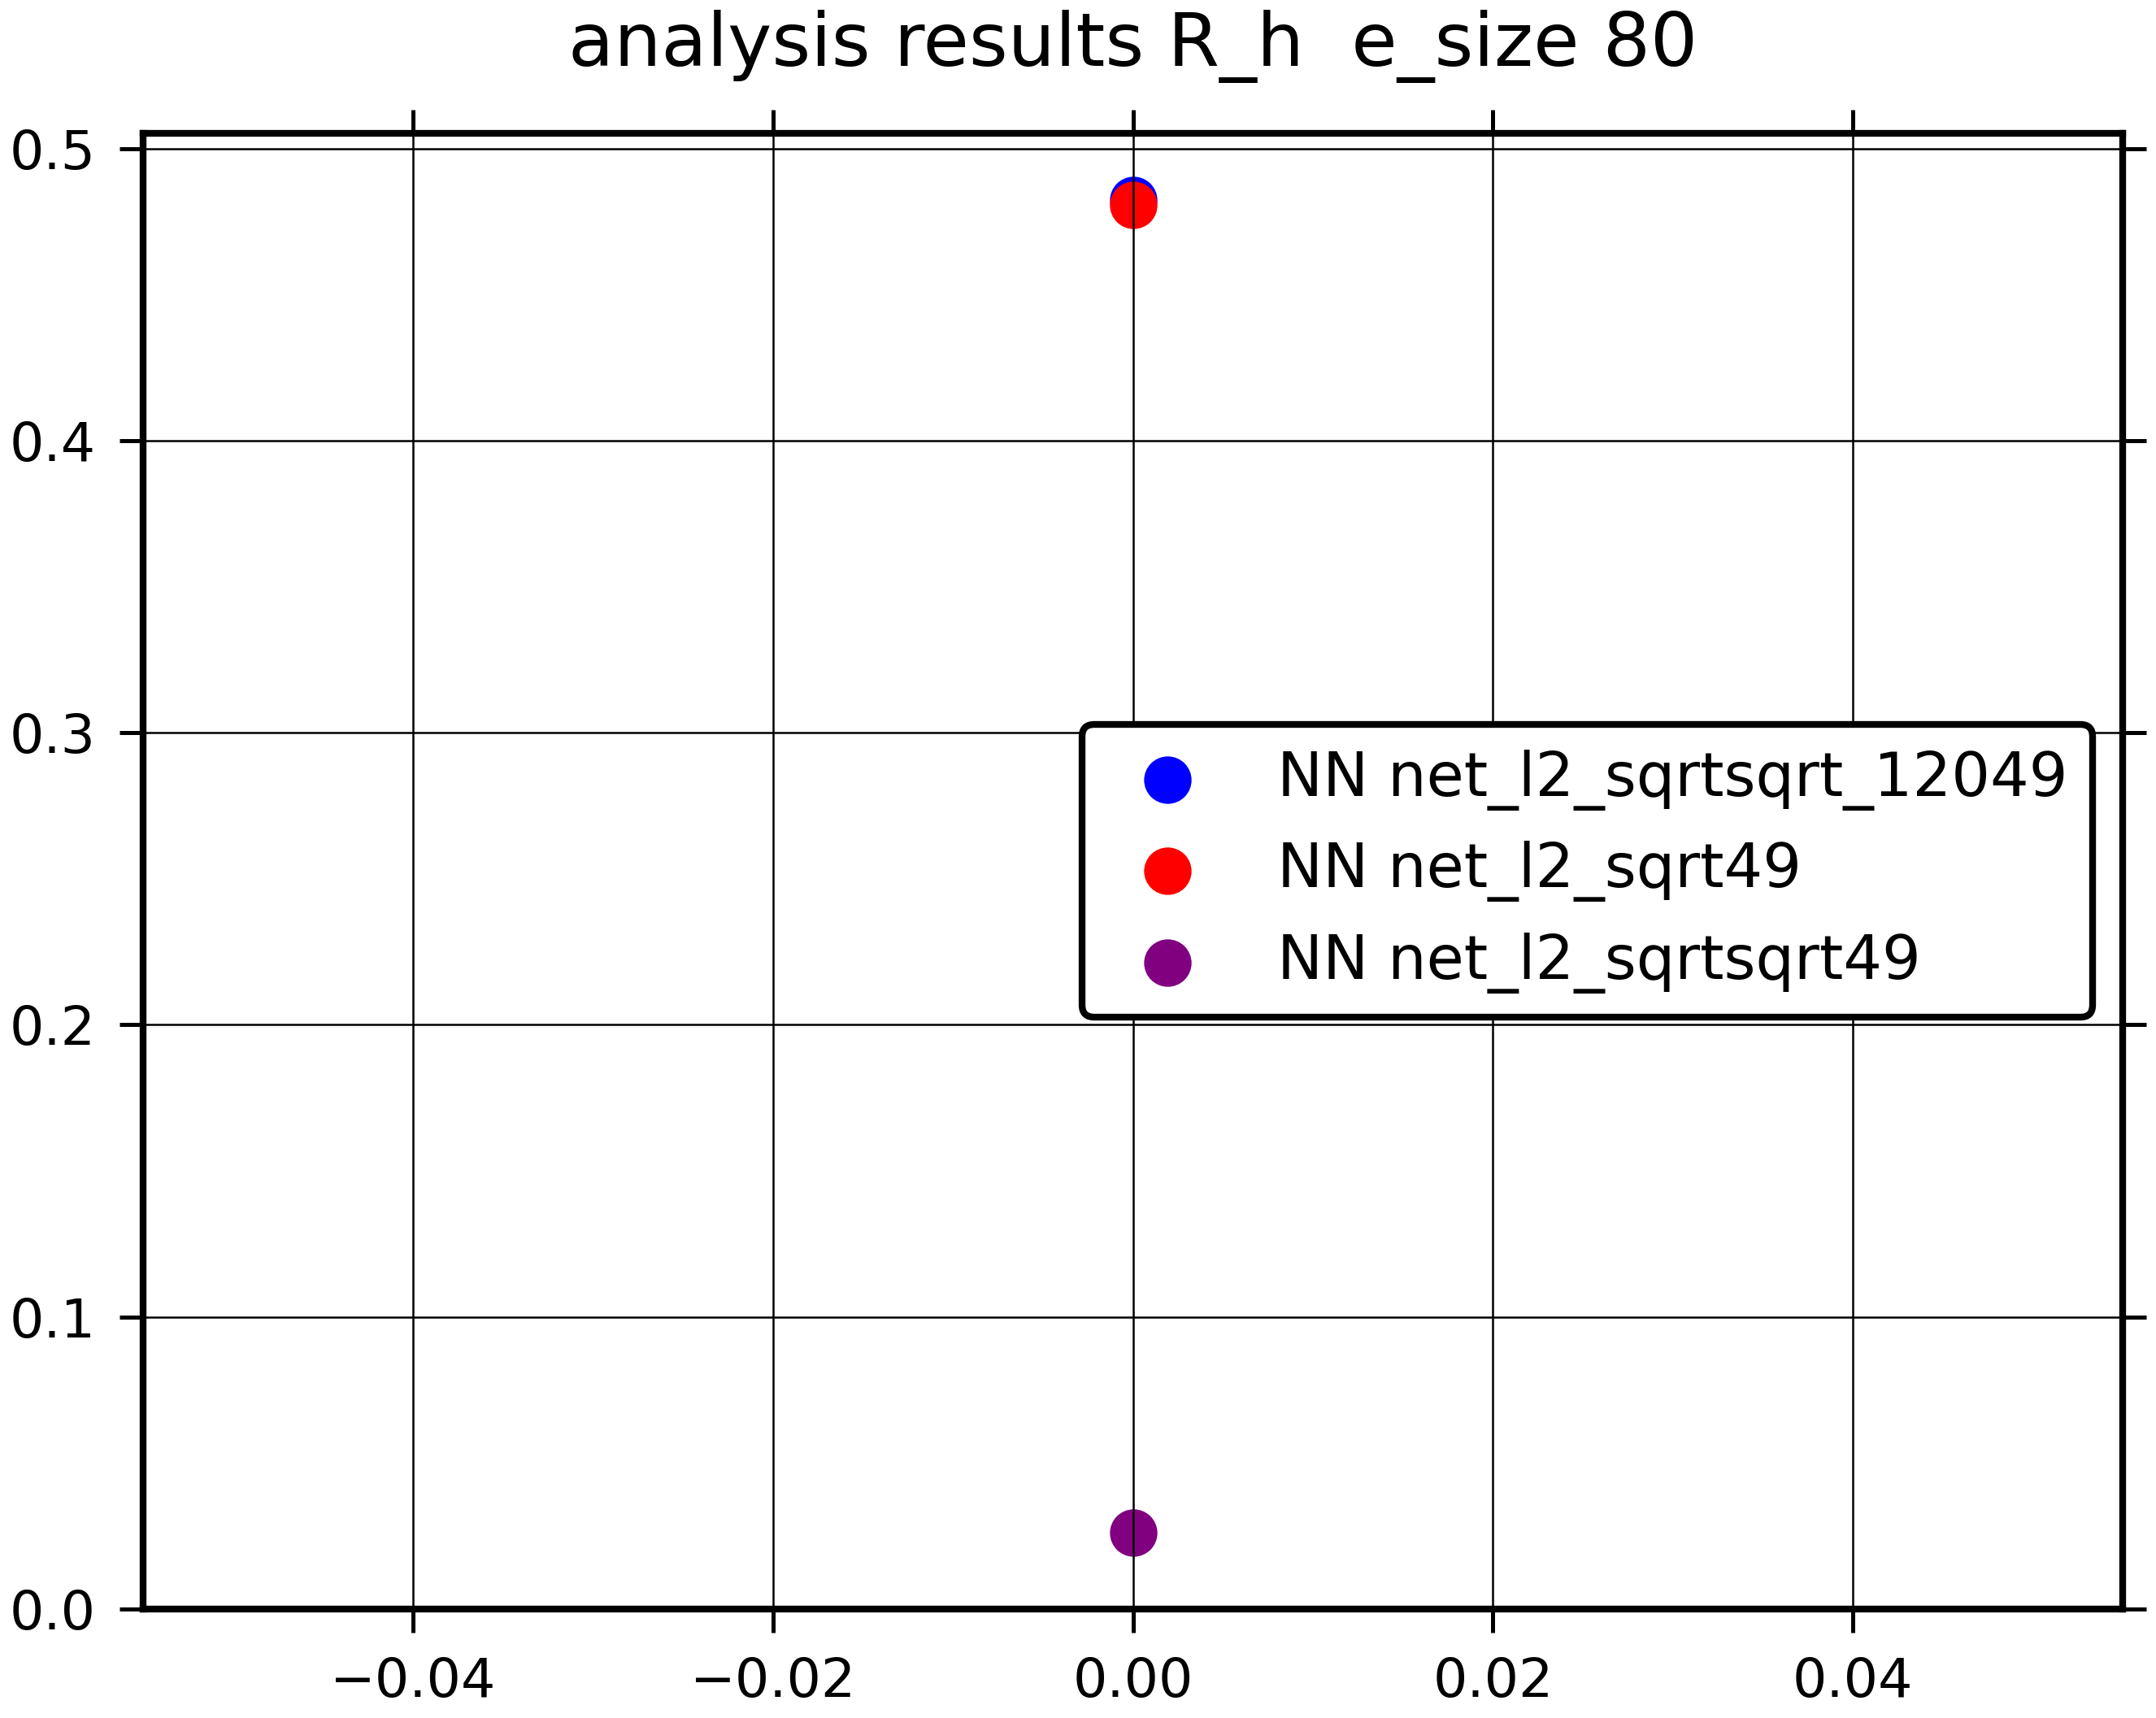 analysis results R_h  e_size 80
0.5
0.4
0.3
0.2
0.1
0.0
NN net_l2_sqrtsqrt_12049
NN net_l2_sqrt49
NN net_l2_sqrtsqrt49
−0.04 −0.02 0.00 0.02 0.04